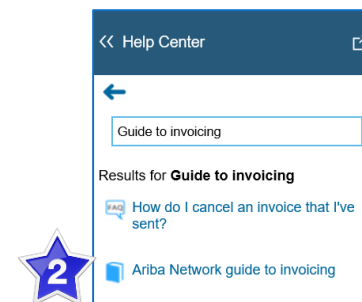 << Help Center
Guide to invoicing
Results for Guide to invoicing
FAQ How do I cancel an invoice that I've
sent?
2 Ariba Network guide to invoicing